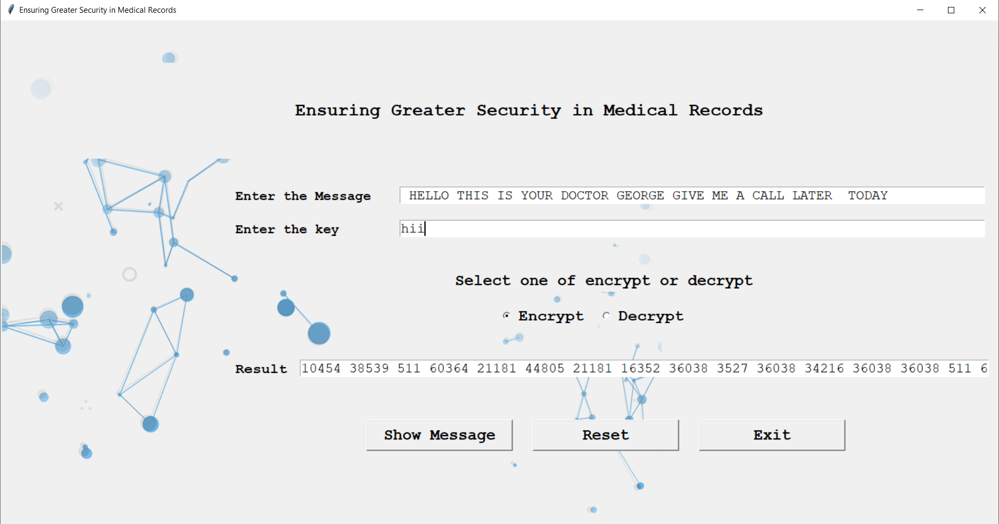 Ensuring Greater Security in Medical Records
Ensuring Greater Security in Medical Records
Enter the Message HELLO THIS IS YOUR DOCTOR GEORGE GIVE ME A CALL LATER  TODAY
Enter the key hii
Select one of encrypt or decrypt
Encrypt Decrypt
Result 10454 38539 511 60364 21181 44805 21181 16352 36038 3527 36038 34216 36038 36038 511 6
Show Message Reset Exit